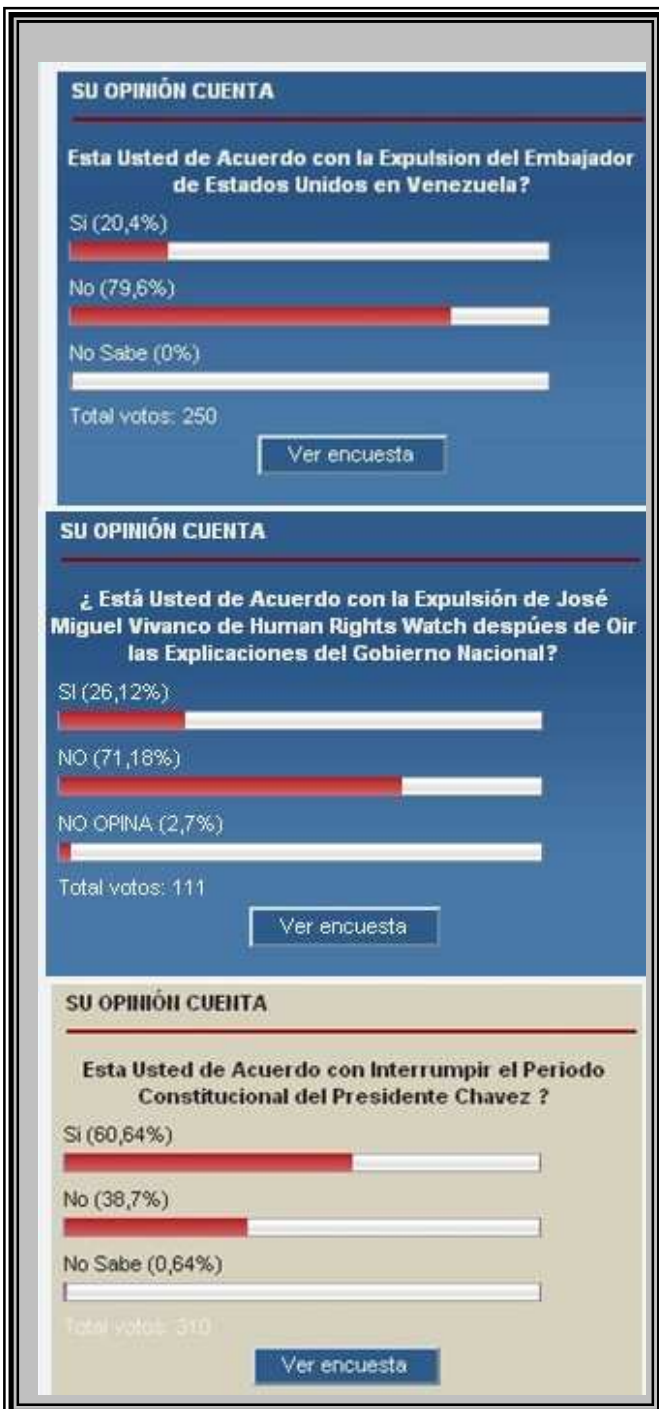 SU OPINIÓN CUENTA
Esta Usted de Acuerdo con la Expulsion del Embajador
de Estados Unidos en Venezuela?
Si (20,4%)
No (79,6%)
No Sabe (0%)
Total votos: 250
Ver encuesta
SU OPINIÓN CUENTA
¿ Está Usted de Acuerdo con la Expulsión de José
Miguel Vivanco de Human Rights Watch despúes de Oir
las Explicaciones del Gobierno Nacional?
SI (26,12%)
NO (71,18%)
NO OPINA (2,7%)
Total votos: 111
Ver encuesta
SU OPINIÓN CUENTA
Esta Usted de Acuerdo con Interrumpir el Periodo
Constitucional del Presidente Chavez ?
Si (60,64%)
No (38,7%)
No Sabe (0,64%)
Total votos: 310
Ver encuesta